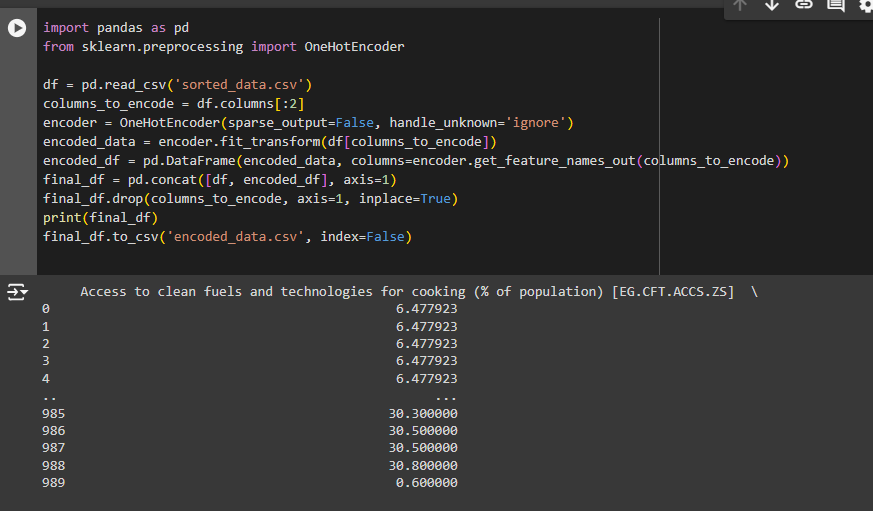 import pandas as pd
from sklearn.preprocessing import OneHotEncoder

df = pd.read_csv('sorted_data.csv')
columns_to_encode = df.columns[:2]
encoder = OneHotEncoder(sparse_output=False, handle_unknown='ignore')
encoded_data = encoder.fit_transform(df[columns_to_encode])
encoded_df = pd.DataFrame(encoded_data, columns=encoder.get_feature_names_out(columns_to_encode))
final_df = pd.concat([df, encoded_df], axis=1)
final_df.drop(columns_to_encode, axis=1, inplace=True)
print(final_df)
final_df.to_csv('encoded_data.csv', index=False)

Access to clean fuels and technologies for cooking (% of population) [EG.CFT.ACCS.ZS] \
0 6.477923
1 6.477923
2 6.477923
3 6.477923
4 6.477923
.. ...
985 30.300000
986 30.500000
987 30.500000
988 30.800000
989 0.600000